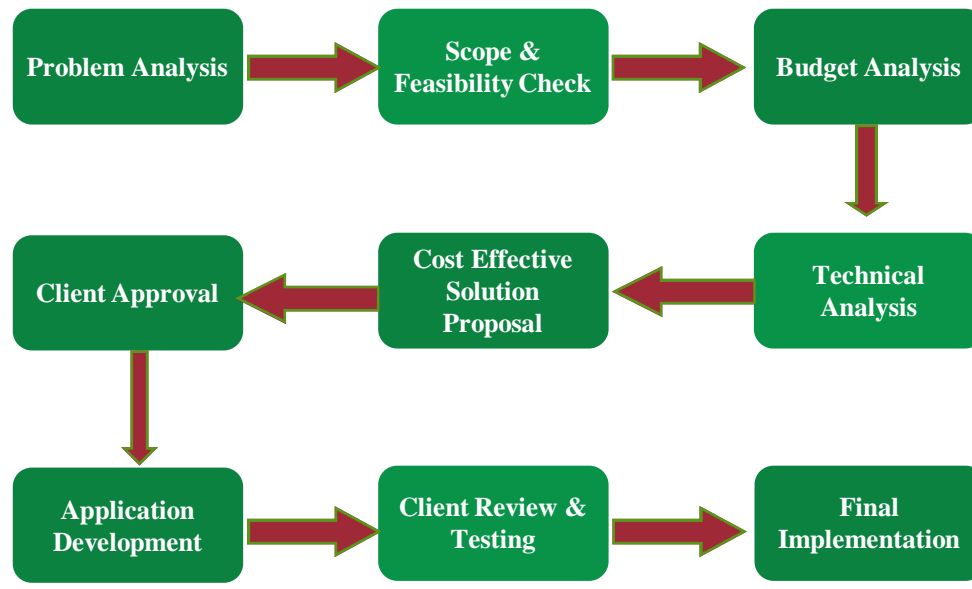 Problem Analysis
Scope &
Feasibility Check
Budget Analysis
Client Approval
Cost Effective
Solution
Proposal
Technical
Analysis
Application
Development
Client Review &
Testing
Final
Implementation